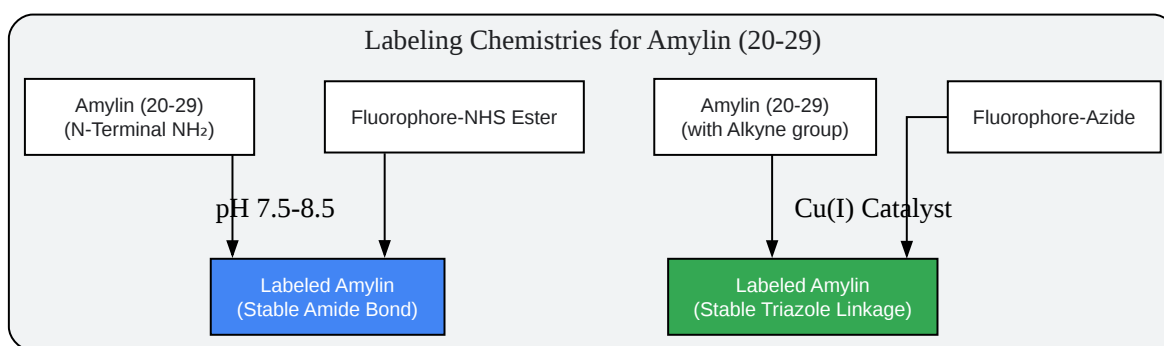 Labeling Chemistries for Amylin (20-29)
Amylin (20-29)
(N-Terminal NH₂)
Fluorophore-NHS Ester
Amylin (20-29)
(with Alkyne group)
Fluorophore-Azide
pH 7.5-8.5
Cu(I) Catalyst
Labeled Amylin
(Stable Amide Bond)
Labeled Amylin
(Stable Triazole Linkage)